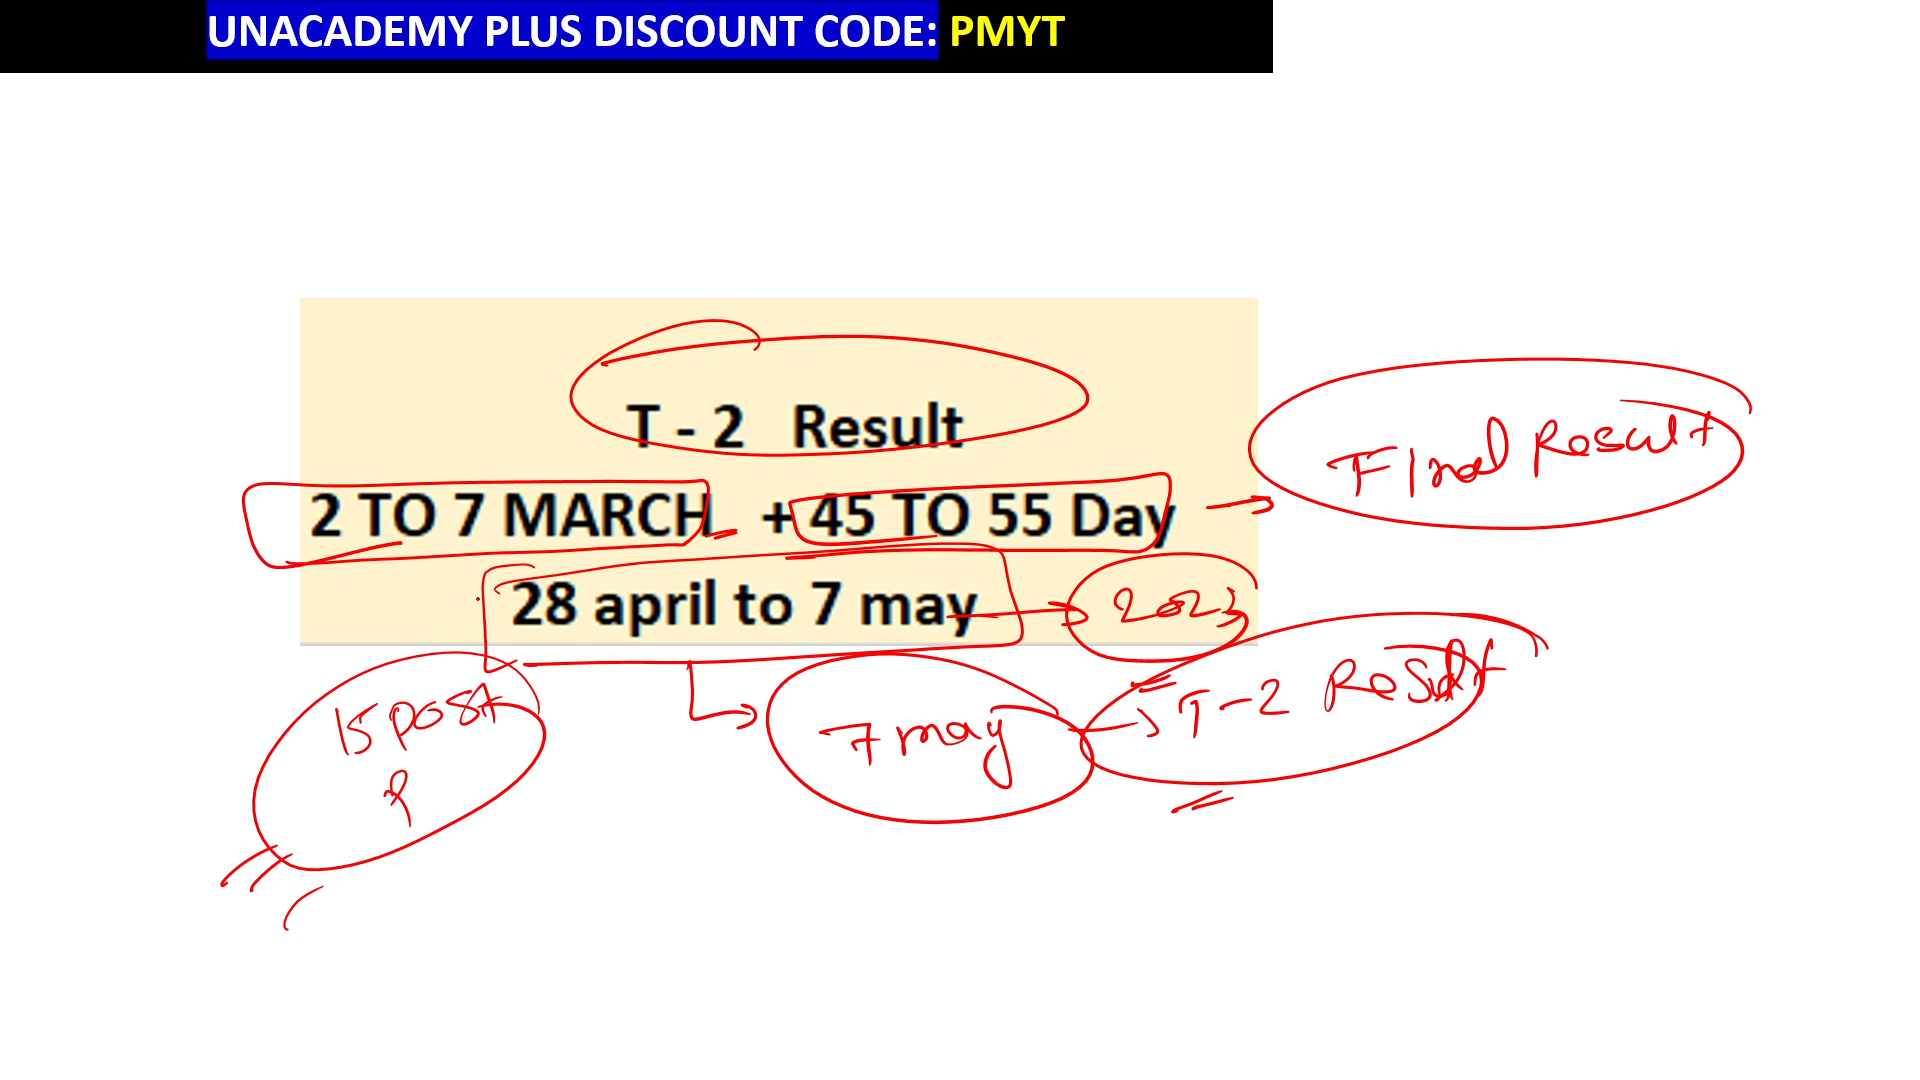 UNACADEMY PLUS DISCOUNT CODE: PMYT
T - 2 Result
Final Result
2 TO 7 MARCH + 45 TO 55 Day
28 april to 7 may 2023
15 post
7 may T-2 Result